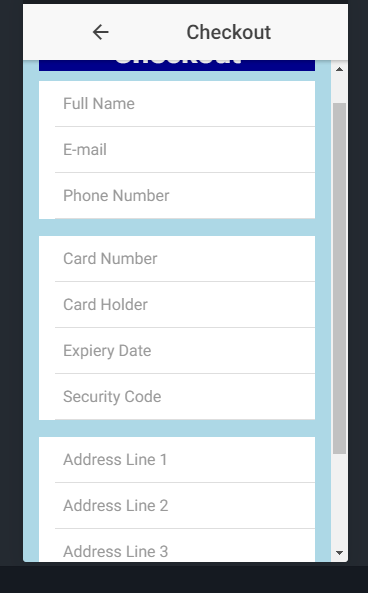 Checkout
Checkout
Full Name
E-mail
Phone Number
Card Number
Card Holder
Expiery Date
Security Code
Address Line 1
Address Line 2
Address Line 3